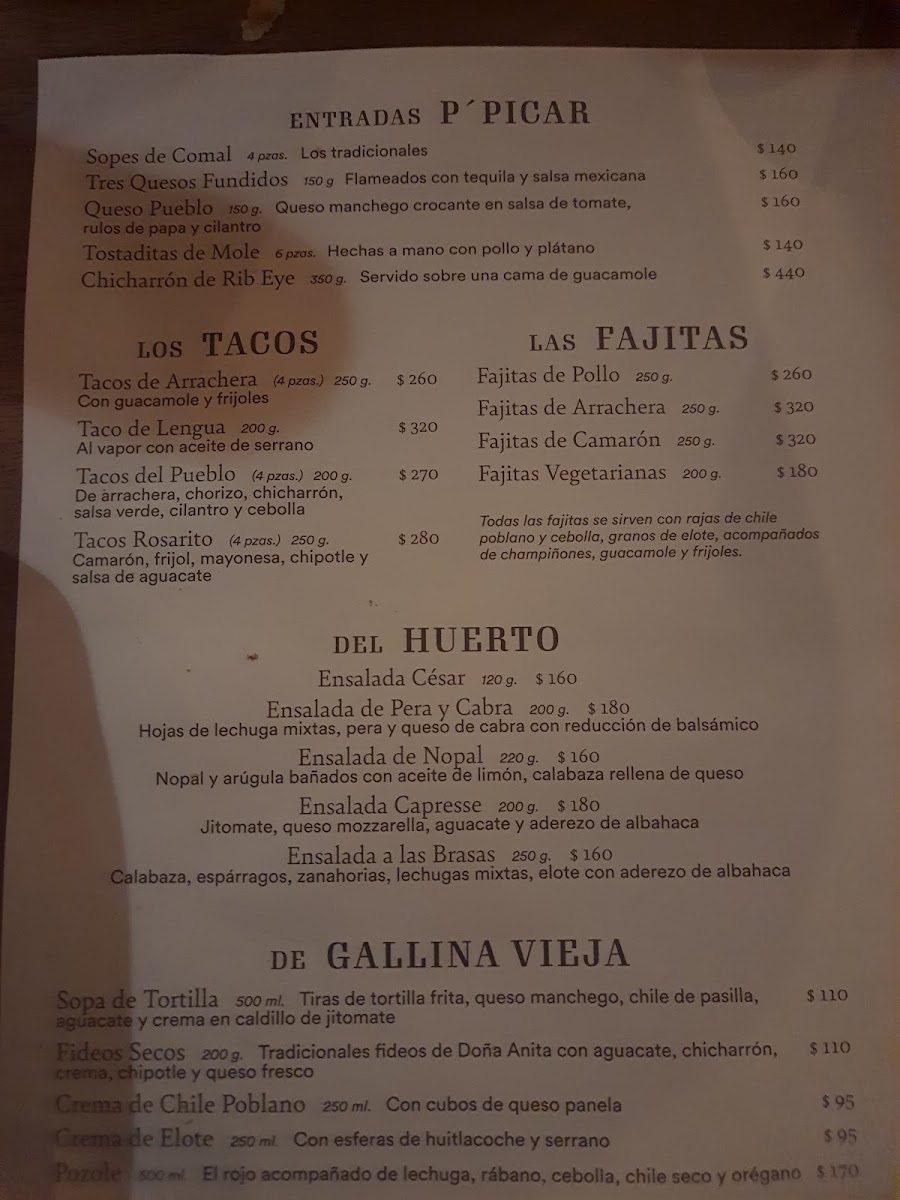 ENTRADAS P´PICAR
Sopes de Comal 4 pzas. Los tradicionales $ 140
Tres Quesos Fundidos 150 g Flameados con tequila y salsa mexicana $ 160
Queso Pueblo 150 g. Queso manchego crocante en salsa de tomate, $ 160
rulos de papa y cilantro
Tostaditas de Mole 6 pzas. Hechas a mano con pollo y plátano $ 140
Chicharrón de Rib Eye 350 g. Servido sobre una cama de guacamole $ 440
LOS TACOS
Tacos de Arrachera (4 pzas.) 250 g. $ 260
Con guacamole y frijoles
Taco de Lengua 200 g. $ 320
Al vapor con aceite de serrano
Tacos del Pueblo (4 pzas.) 200 g. $ 270
De arrachera, chorizo, chicharrón,
salsa verde, cilantro y cebolla
Tacos Rosarito (4 pzas.) 250 g. $ 280
Camarón, frijol, mayonesa, chipotle y
salsa de aguacate
LAS FAJITAS
Fajitas de Pollo 250 g. $ 260
Fajitas de Arrachera 250 g. $ 320
Fajitas de Camarón 250 g. $ 320
Fajitas Vegetarianas 200 g. $ 180
Todas las fajitas se sirven con rajas de chile
poblano y cebolla, granos de elote, acompañados
de champiñones, guacamole y frijoles.
DEL HUERTO
Ensalada César 120 g. $ 160
Ensalada de Pera y Cabra 200 g. $ 180
Hojas de lechuga mixtas, pera y queso de cabra con reducción de balsámico
Ensalada de Nopal 220 g. $ 160
Nopal y arúgula bañados con aceite de limón, calabaza rellena de queso
Ensalada Capresse 200 g. $ 180
Jitomate, queso mozzarella, aguacate y aderezo de albahaca
Ensalada a las Brasas 250 g. $ 160
Calabaza, espárragos, zanahorias, lechugas mixtas, elote con aderezo de albahaca
DE GALLINA VIEJA
Sopa de Tortilla 500 ml. Tiras de tortilla frita, queso manchego, chile de pasilla, $ 110
aguacate y crema en caldillo de jitomate
Fideos Secos 200 g. Tradicionales fideos de Doña Anita con aguacate, chicharrón, $ 110
crema, chipotle y queso fresco
Crema de Chile Poblano 250 ml. Con cubos de queso panela $ 95
Crema de Elote 250 ml. Con esferas de huitlacoche y serrano $ 95
Pozole 500 ml. El rojo acompañado de lechuga, rábano, cebolla, chile seco y orégano $ 170